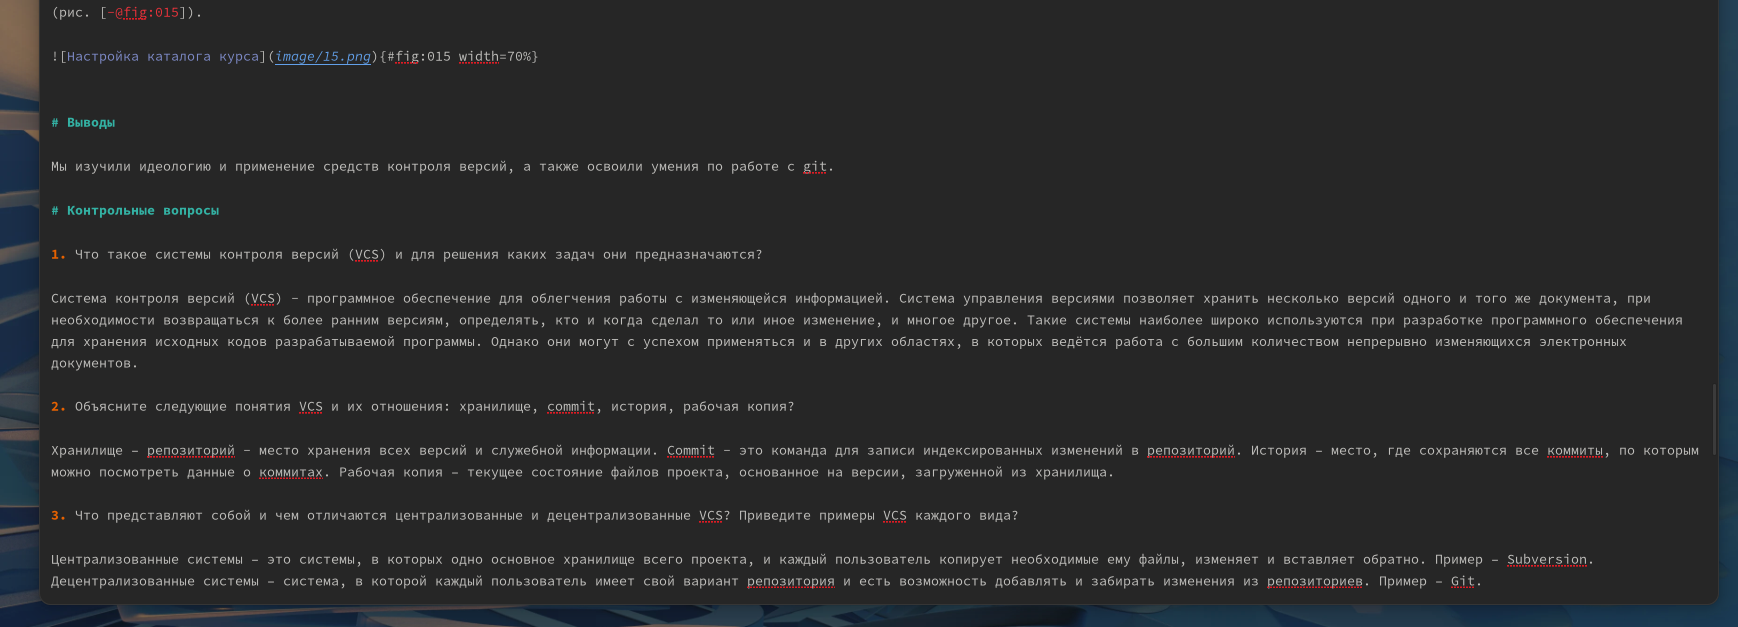 (рис. [-@fig:015]).
![Настройка каталога курса](image/15.png){#fig:015 width=70%}
# Выводы
Мы изучили идеологию и применение средств контроля версий, а также освоили умения по работе с git.
# Контрольные вопросы
1. Что такое системы контроля версий (VCS) и для решения каких задач они предназначаются?
Система контроля версий (VCS) - программное обеспечение для облегчения работы с изменяющейся информацией. Система управления версиями позволяет хранить несколько версий одного и того же документа, при
необходимости возвращаться к более ранним версиям, определять, кто и когда сделал то или иное изменение, и многое другое. Такие системы наиболее широко используются при разработке программного обеспечения
для хранения исходных кодов разрабатываемой программы. Однако они могут с успехом применяться и в других областях, в которых ведётся работа с большим количеством непрерывно изменяющихся электронных
документов.
2. Объясните следующие понятия VCS и их отношения: хранилище, commit, история, рабочая копия?
Хранилище – репозиторий - место хранения всех версий и служебной информации. Commit - это команда для записи индексированных изменений в репозиторий. История – место, где сохраняются все коммиты, по которым
можно посмотреть данные о коммитах. Рабочая копия – текущее состояние файлов проекта, основанное на версии, загруженной из хранилища.
3. Что представляют собой и чем отличаются централизованные и децентрализованные VCS? Приведите примеры VCS каждого вида?
Централизованные системы – это системы, в которых одно основное хранилище всего проекта, и каждый пользователь копирует необходимые ему файлы, изменяет и вставляет обратно. Пример – Subversion.
Децентрализованные системы – система, в которой каждый пользователь имеет свой вариант репозитория и есть возможность добавлять и забирать изменения из репозиториев. Пример – Git.